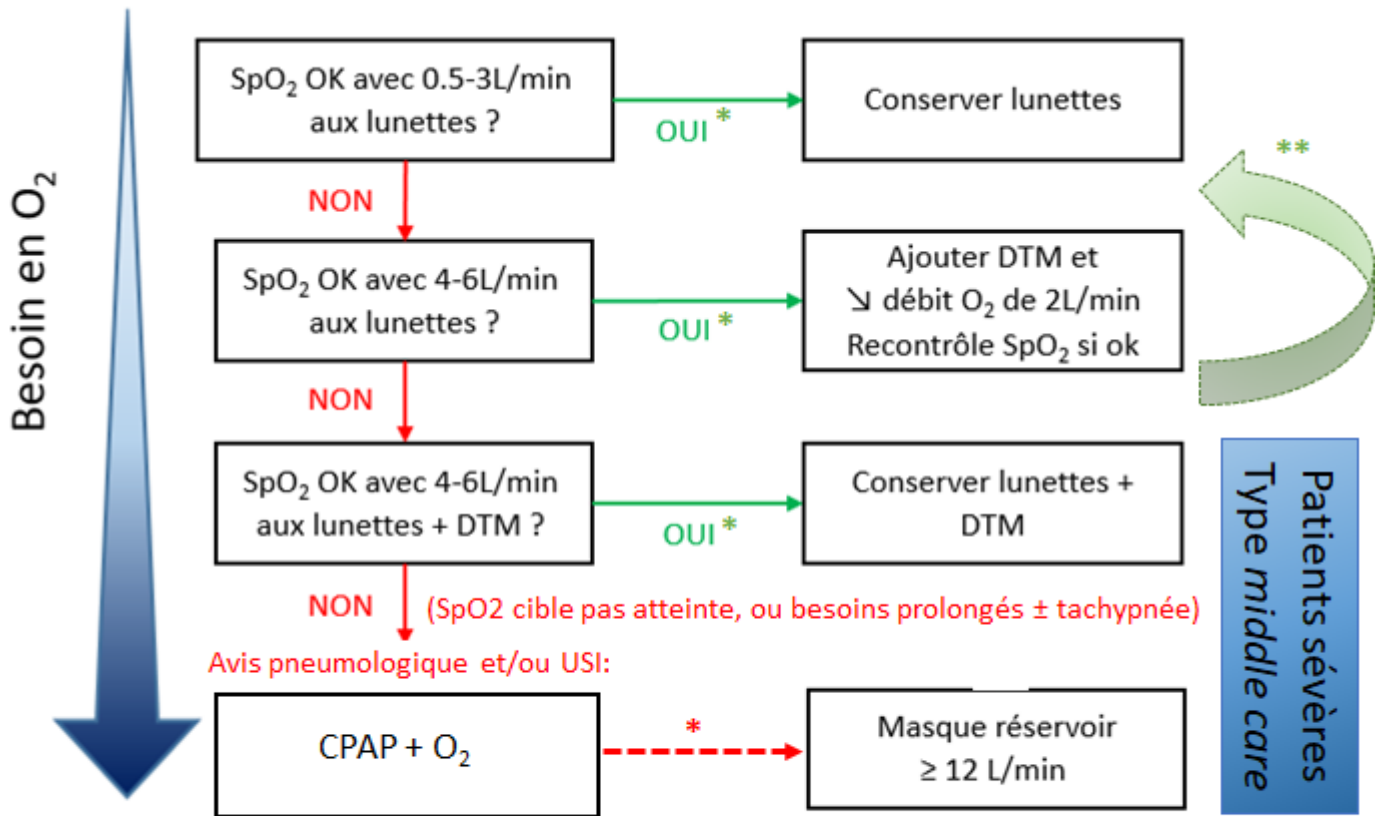 Besoin en O₂
SpO₂ OK avec 0.5-3L/min
aux lunettes ?
OUI *
Conserver lunettes
**
NON
SpO₂ OK avec 4-6L/min
aux lunettes ?
OUI *
Ajouter DTM et
↘ débit O₂ de 2L/min
Recontrôle SpO₂ si ok
NON
SpO₂ OK avec 4-6L/min
aux lunettes + DTM ?
OUI *
Conserver lunettes +
DTM
NON
(SpO2 cible pas atteinte, ou besoins prolongés ± tachypnée)
Avis pneumologique et/ou USI:
CPAP + O₂
*
Masque réservoir
≥ 12 L/min
Patients sévères
Type middle care